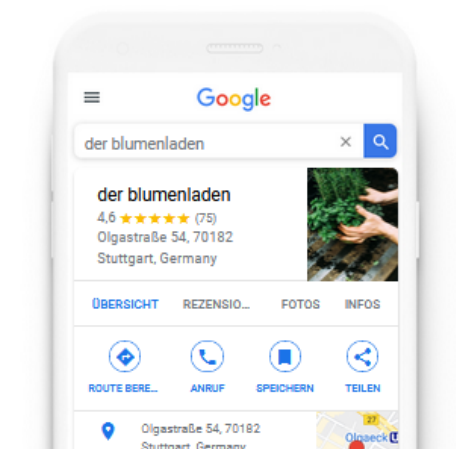 Google
der blumenladen
der blumenladen
4,6 ★★★★★ (75)
Olgastraße 54, 70182
Stuttgart, Germany
ÜBERSICHT REZENSIO... FOTOS INFOS
ROUTE BERE... ANRUF SPEICHERN TEILEN
Olgastraße 54, 70182
Stuttgart, Germany
27
Olgaeck U